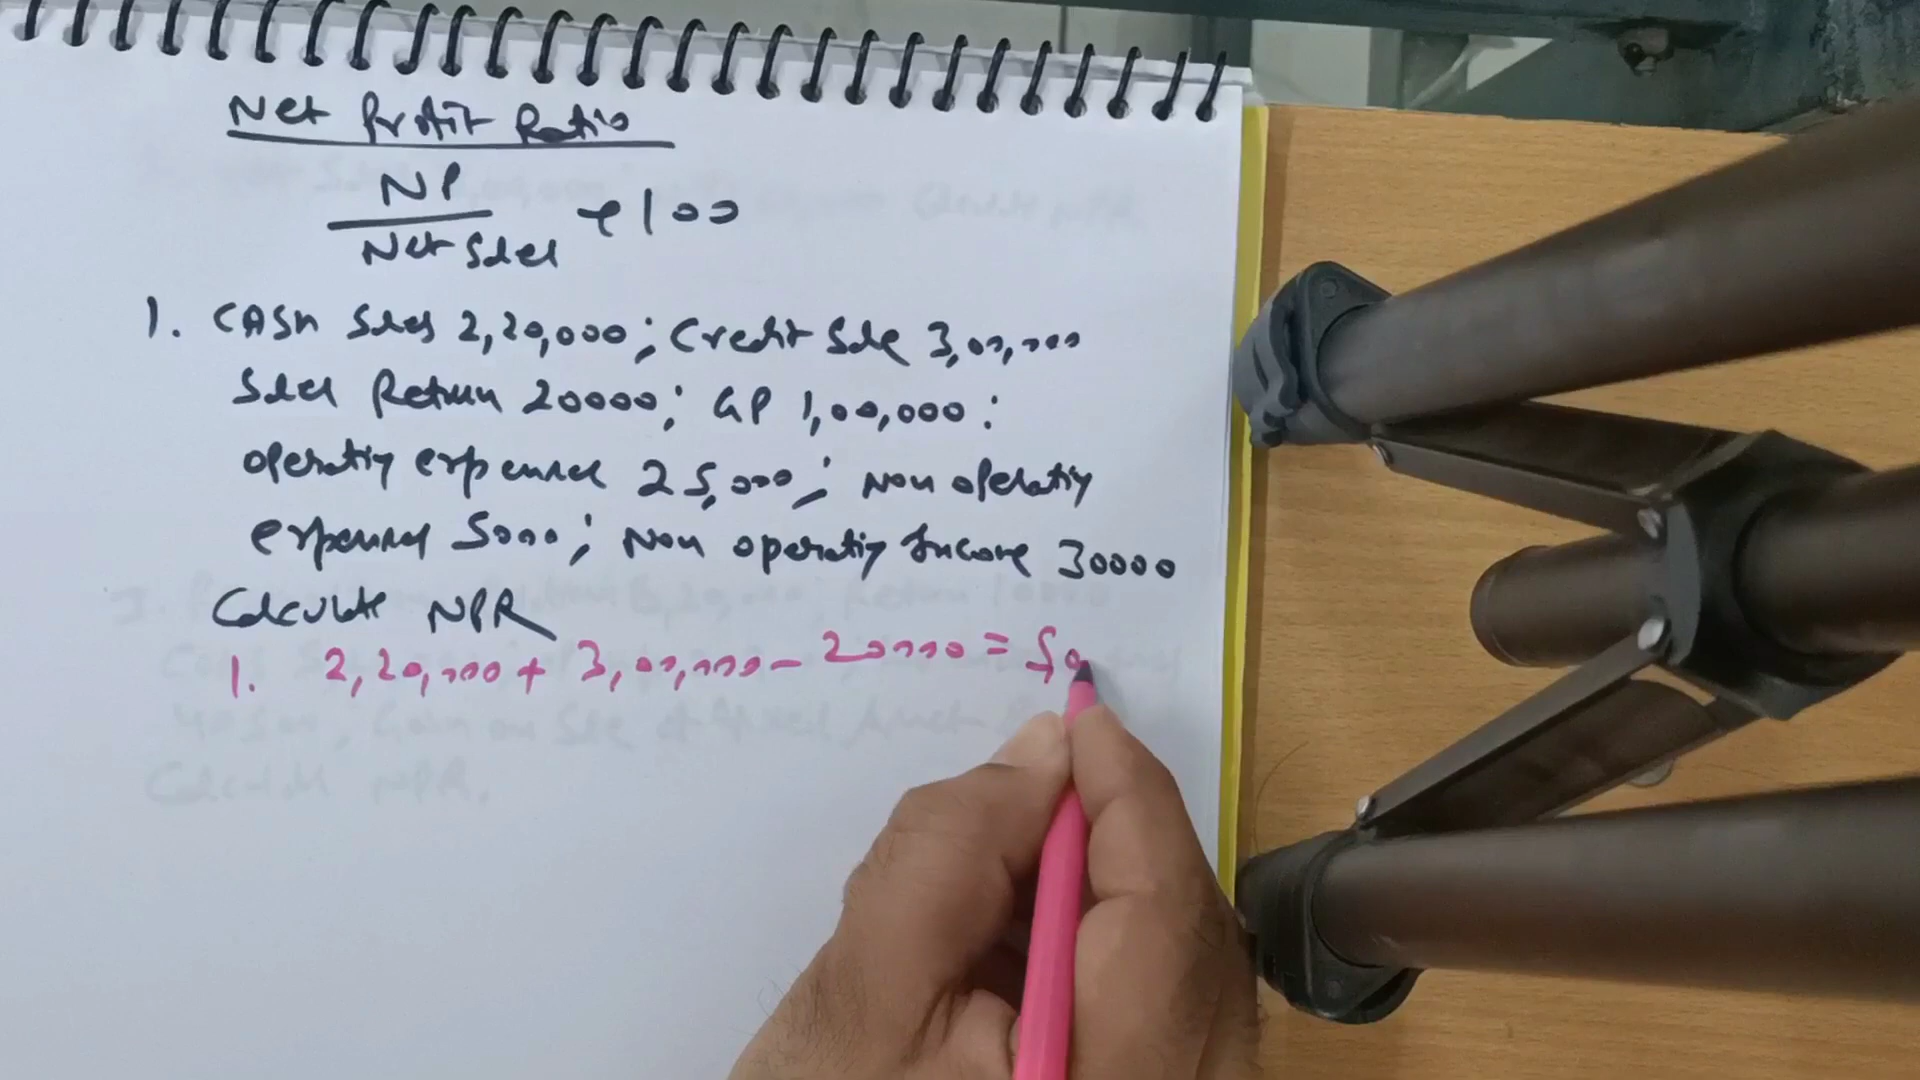 Net Profit Ratio
NP
Net Sales × 100
1. CASH Sales 2,20,000; Credit Sale 3,00,000
Sales Return 20000; GP 1,00,000;
operating expenses 25,000; Non operating
expenses 5000; Non operating Income 30000
Calculate NPR
1. 2,20,000 + 3,00,000 - 20000 = 50